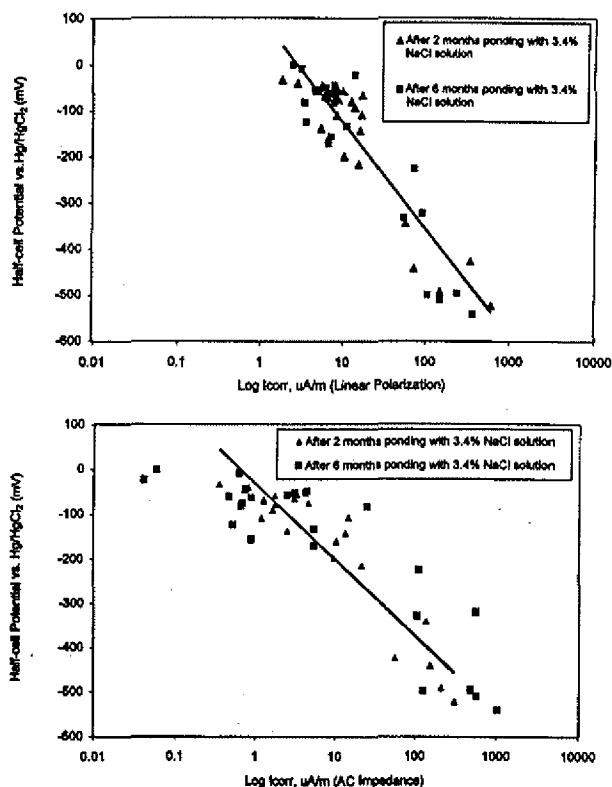 ▲ After 2 months ponding with 3.4% NaCl solution
■ After 6 months ponding with 3.4% NaCl solution
Half-cell Potential vs.Hg/HgCl₂ (mV)
100
0
-100
-200
-300
-400
-500
-600
0.01 0.1 1 10 100 1000 10000
Log Icorr, uA/m (Linear Polarization)
▲ After 2 months ponding with 3.4% NaCl solution
■ After 6 months ponding with 3.4% NaCl solution
Half-cell Potential vs. Hg/HgCl₂ (mV)
100
0
-100
-200
-300
-400
-500
-600
0.01 0.1 1 10 100 1000 10000
Log Icorr, uA/m (AC Impedance)